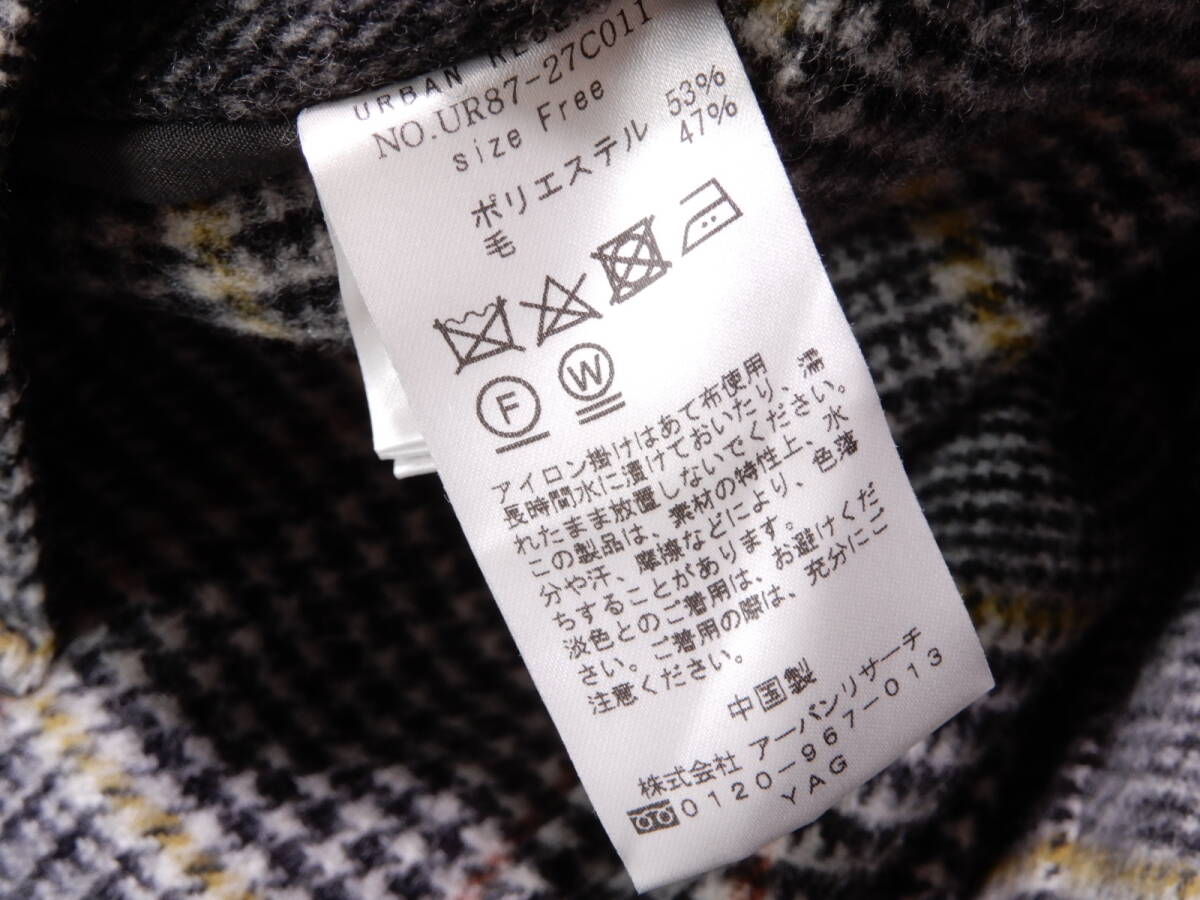 URBAN RESEARCH
NO.UR87-27C011
size Free
ポリエステル 53%
毛 47%
F W
アイロン掛けはあて布使用
長時間水に漬けておいたり、濡
れたまま放置しないでください。
この製品は、素材の特性上、水
分や汗、摩擦などにより、色落
ちすることがあります。
淡色とのご着用は、お避けくだ
さい。ご着用の際は、充分にご
注意ください。
中国製
株式会社 アーバンリサーチ
0120-967-013
YAG